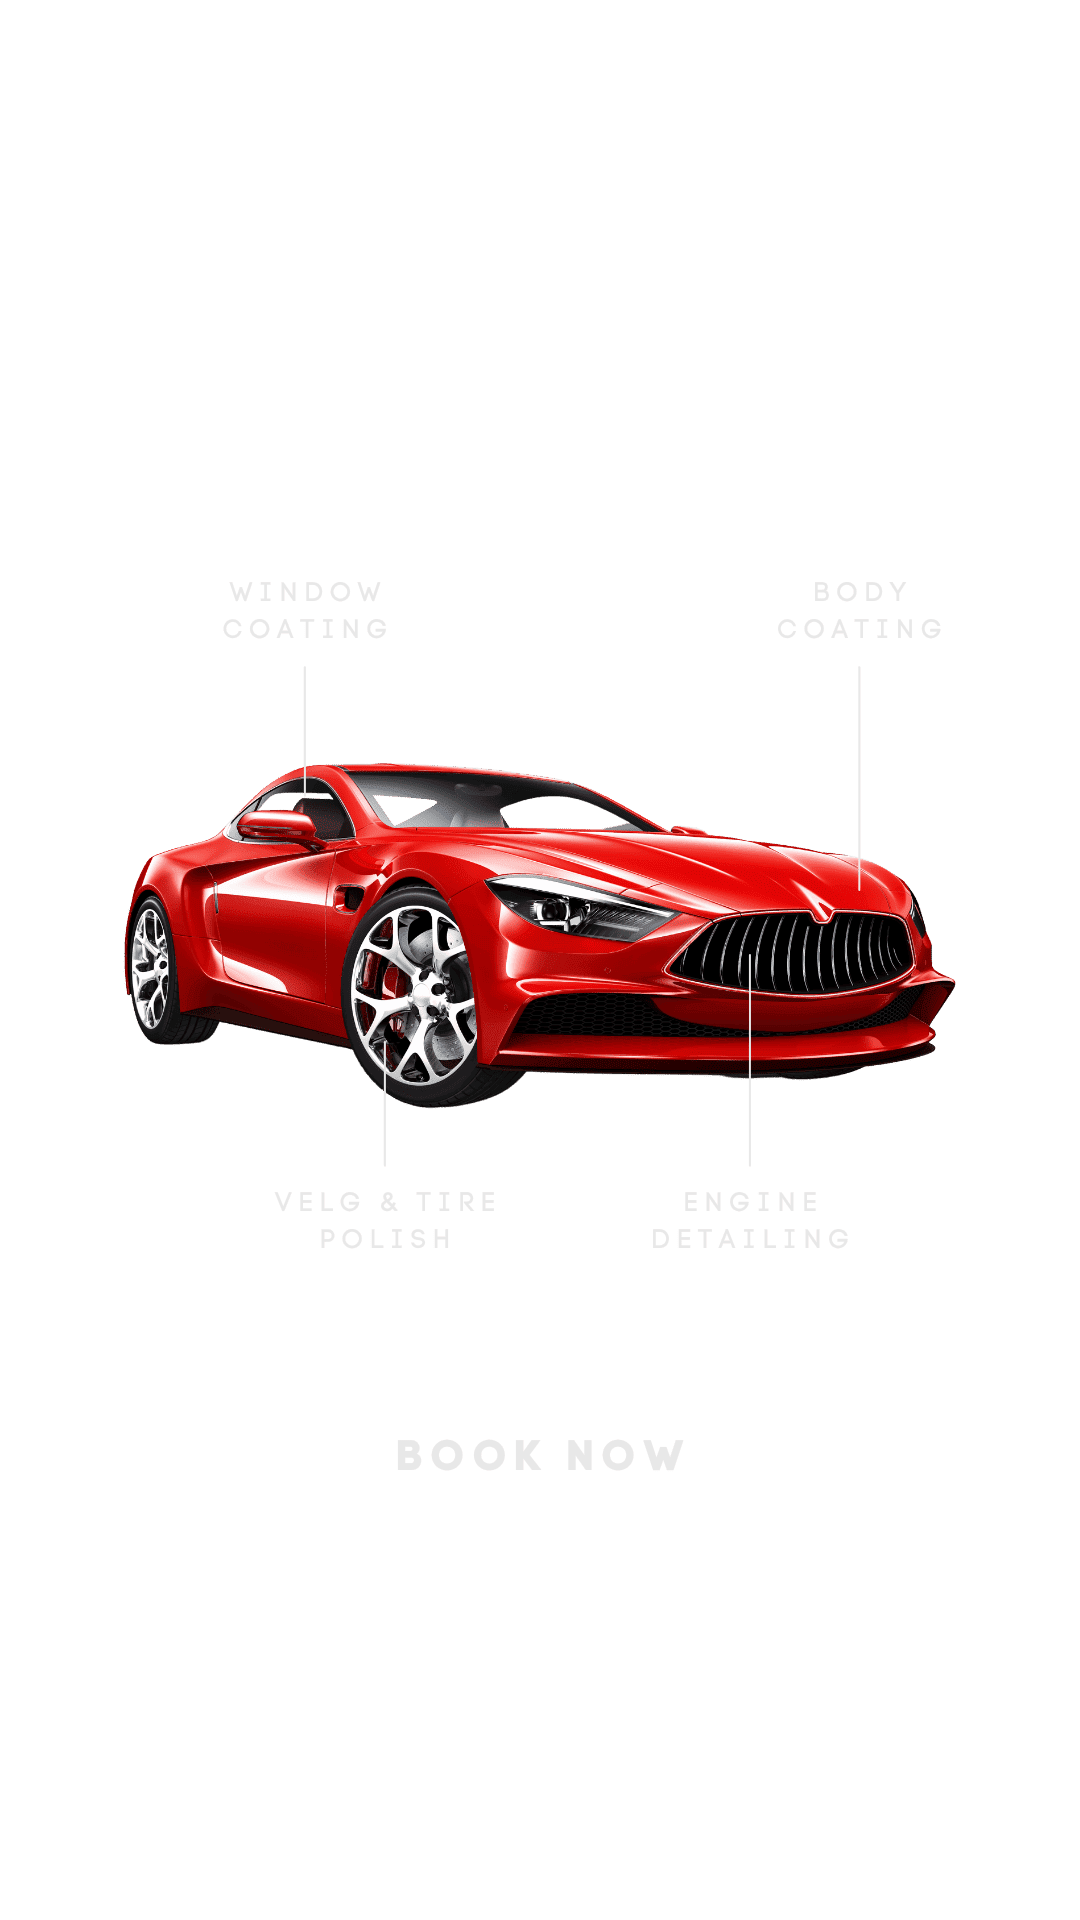 WINDOW
COATING
BODY
COATING
VELG & TIRE
POLISH
ENGINE
DETAILING
BOOK NOW